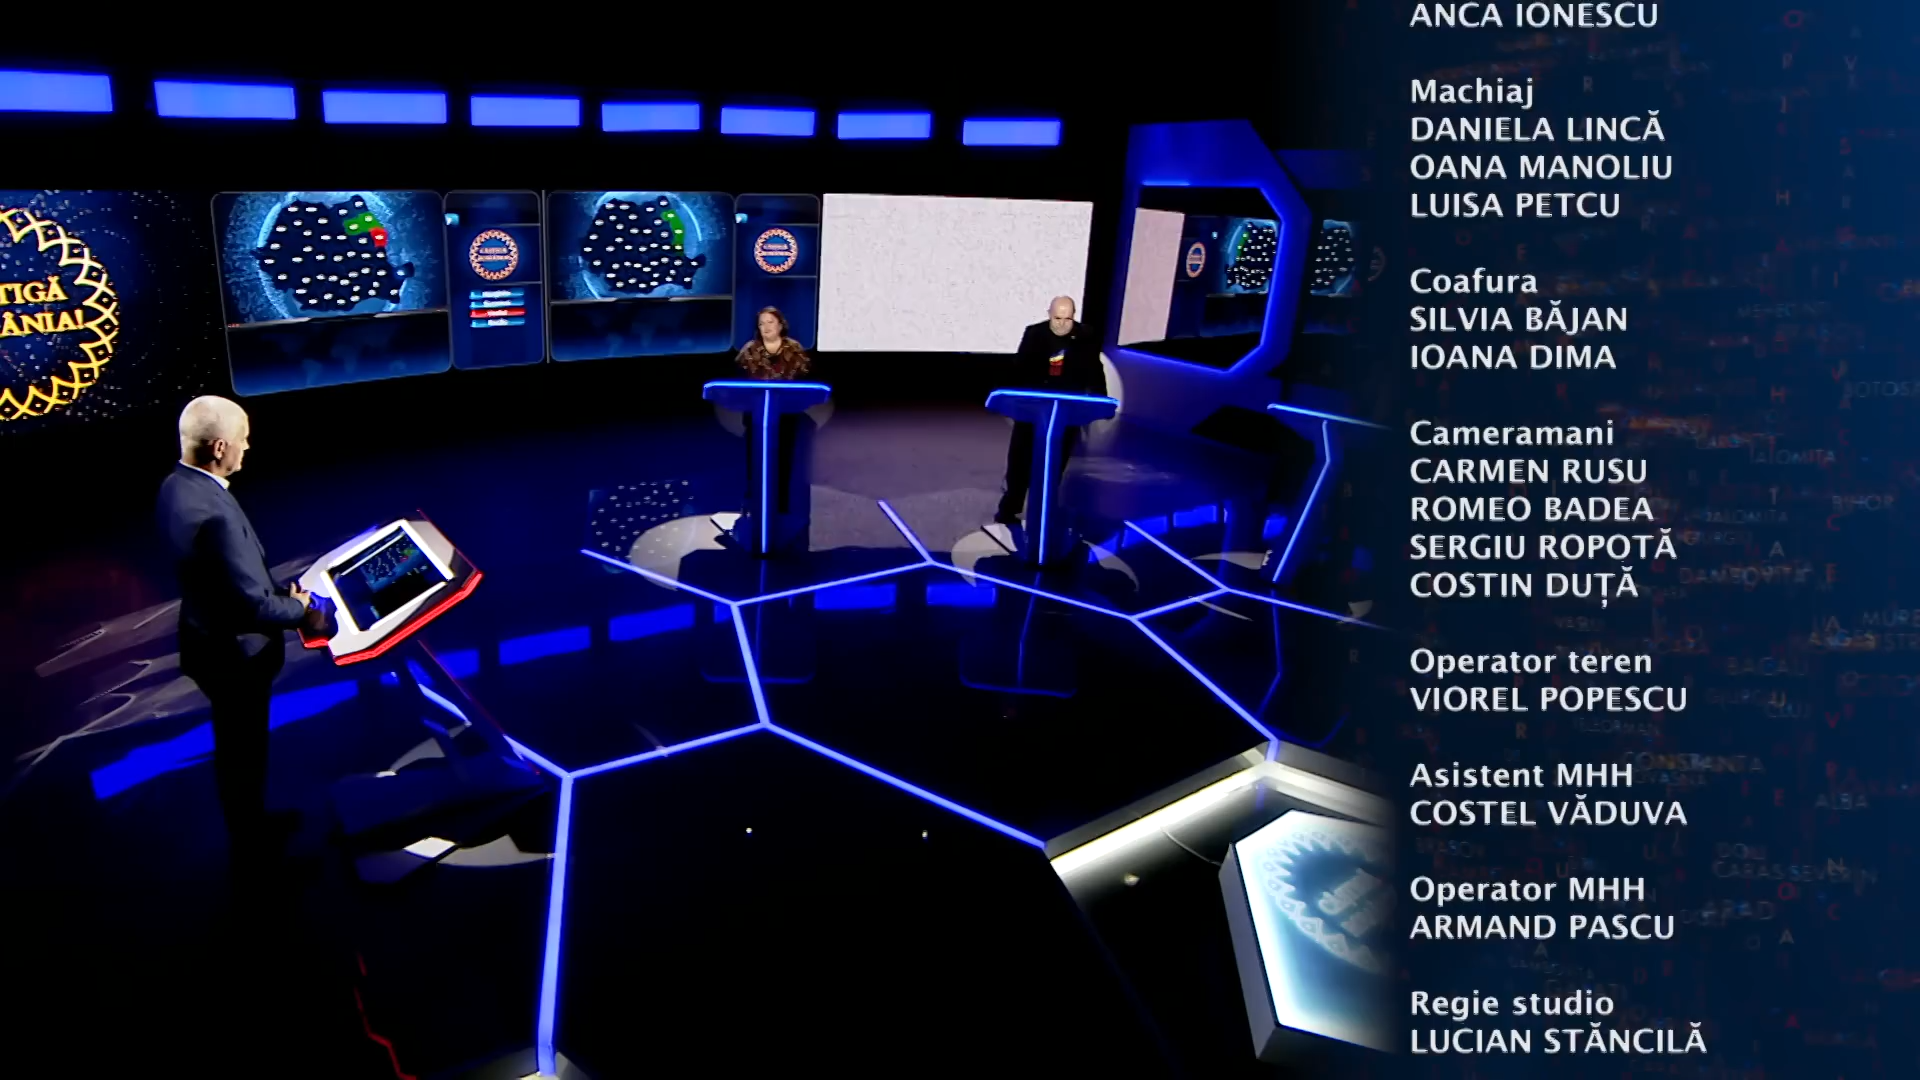 TIGĂ
ÂNIA!
ANCA IONESCU
Machiaj
DANIELA LINCĂ
OANA MANOLIU
LUISA PETCU
Coafura
SILVIA BĂJAN
IOANA DIMA
Cameramani
CARMEN RUSU
ROMEO BADEA
SERGIU ROPOTĂ
COSTIN DUȚĂ
Operator teren
VIOREL POPESCU
Asistent MHH
COSTEL VĂDUVA
Operator MHH
ARMAND PASCU
Regie studio
LUCIAN STĂNCILĂ